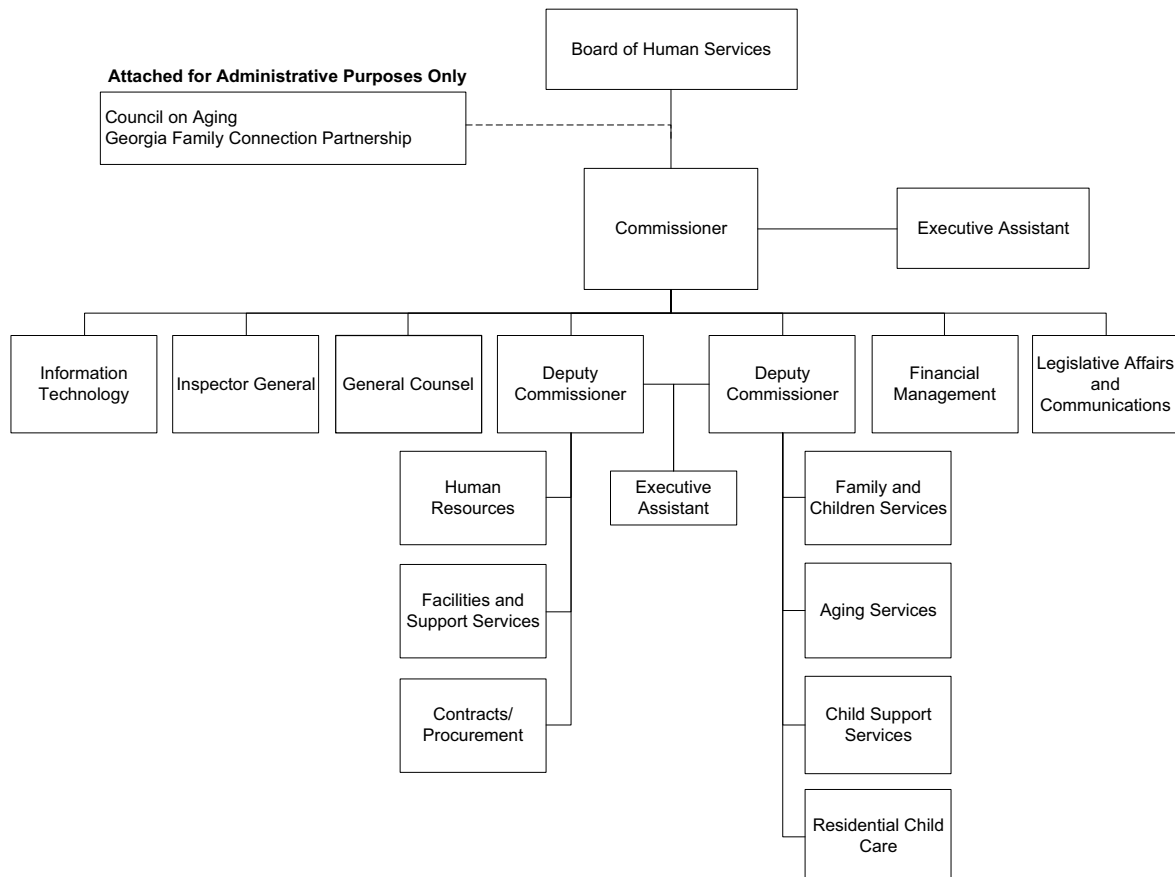 Board of Human Services
Attached for Administrative Purposes Only
Council on Aging
Georgia Family Connection Partnership
Commissioner
Executive Assistant
Information
Technology
Inspector General
General Counsel
Deputy
Commissioner
Deputy
Commissioner
Financial
Management
Legislative Affairs
and
Communications
Human
Resources
Executive
Assistant
Family and
Children Services
Facilities and
Support Services
Aging Services
Contracts/
Procurement
Child Support
Services
Residential Child
Care